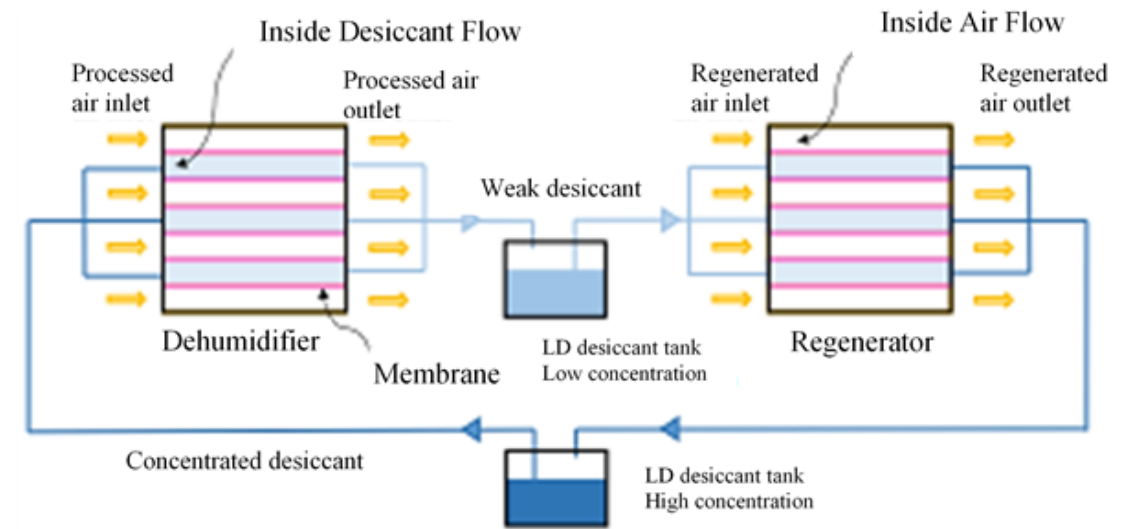 Inside Desiccant Flow
Inside Air Flow
Processed
air inlet
Processed air
outlet
Regenerated
air inlet
Regenerated
air outlet
Weak desiccant
Dehumidifier
Membrane
LD desiccant tank
Low concentration
Regenerator
Concentrated desiccant
LD desiccant tank
High concentration